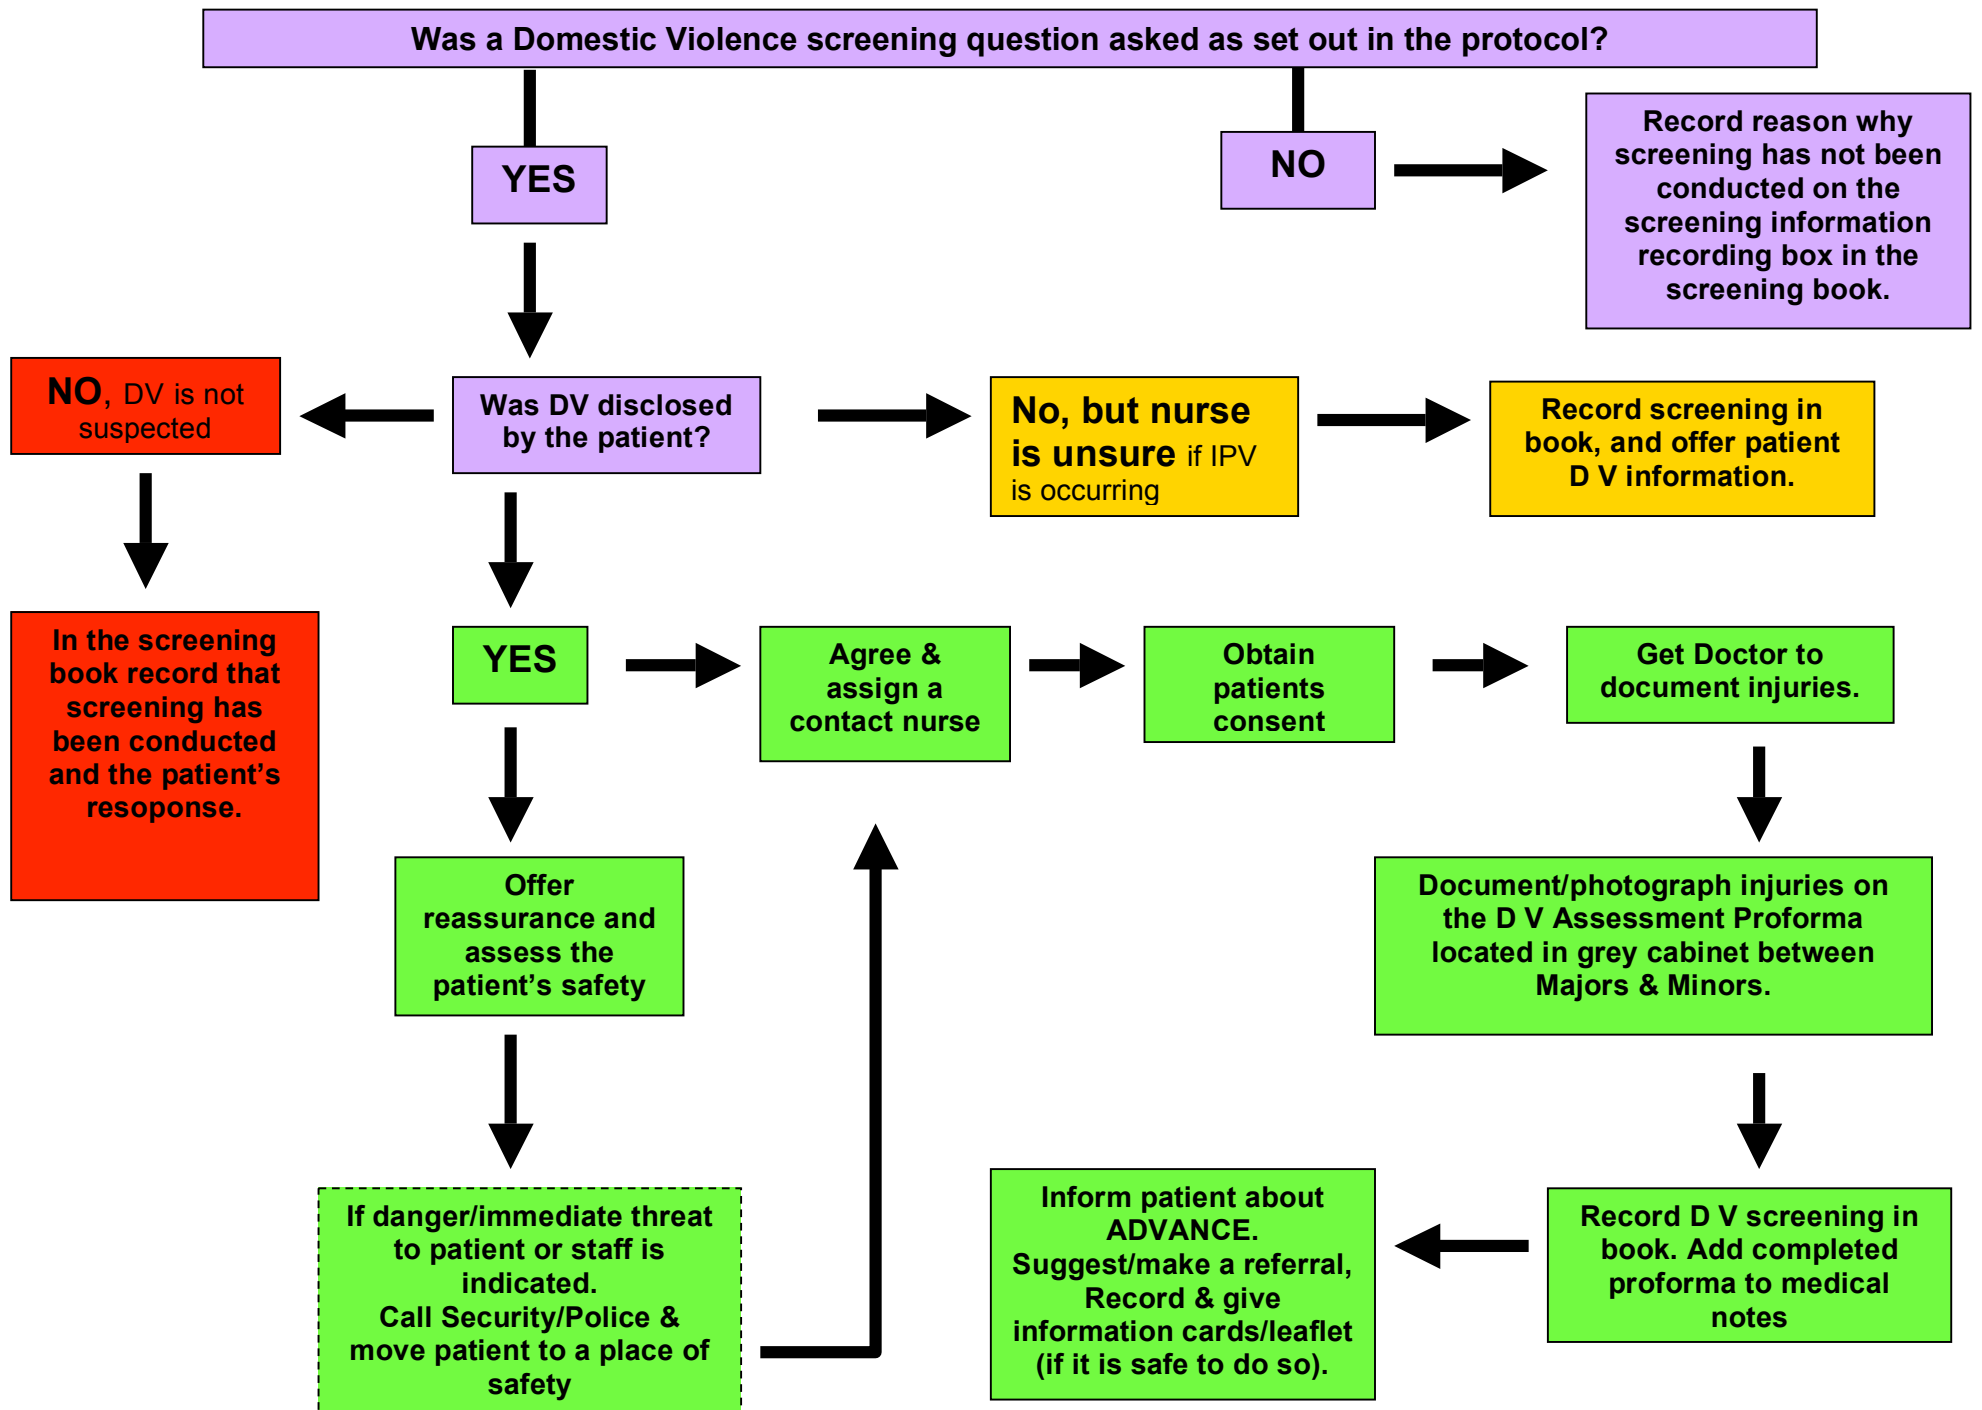 Was a Domestic Violence screening question asked as set out in the protocol?
YES
NO
Record reason why
screening has not been
conducted on the
screening information
recording box in the
screening book.
NO, DV is not
suspected
Was DV disclosed
by the patient?
No, but nurse
is unsure if IPV
is occurring
Record screening in
book, and offer patient
D V information.
In the screening
book record that
screening has
been conducted
and the patient’s
resoponse.
YES
Agree &
assign a
contact nurse
Obtain
patients
consent
Get Doctor to
document injuries.
Offer
reassurance and
assess the
patient’s safety
Document/photograph injuries on
the D V Assessment Proforma
located in grey cabinet between
Majors & Minors.
If danger/immediate threat
to patient or staff is
indicated.
Call Security/Police &
move patient to a place of
safety
Inform patient about
ADVANCE.
Suggest/make a referral,
Record & give
information cards/leaflet
(if it is safe to do so).
Record D V screening in
book. Add completed
proforma to medical
notes